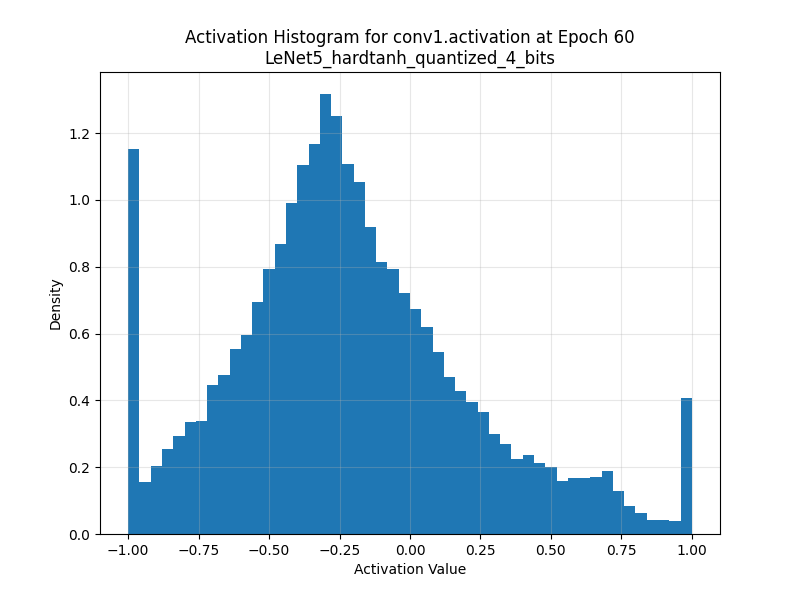 Activation Histogram for conv1.activation at Epoch 60
LeNet5_hardtanh_quantized_4_bits
Density
1.2
1.0
0.8
0.6
0.4
0.2
0.0
−1.00 −0.75 −0.50 −0.25 0.00 0.25 0.50 0.75 1.00
Activation Value